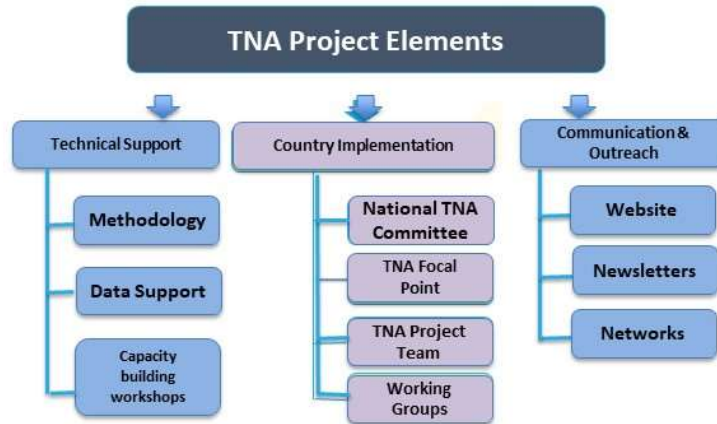 TNA Project Elements
Technical Support
Methodology
Data Support
Capacity
building
workshops
Country Implementation
National TNA
Committee
TNA Focal
Point
TNA Project
Team
Working
Groups
Communication &
Outreach
Website
Newsletters
Networks